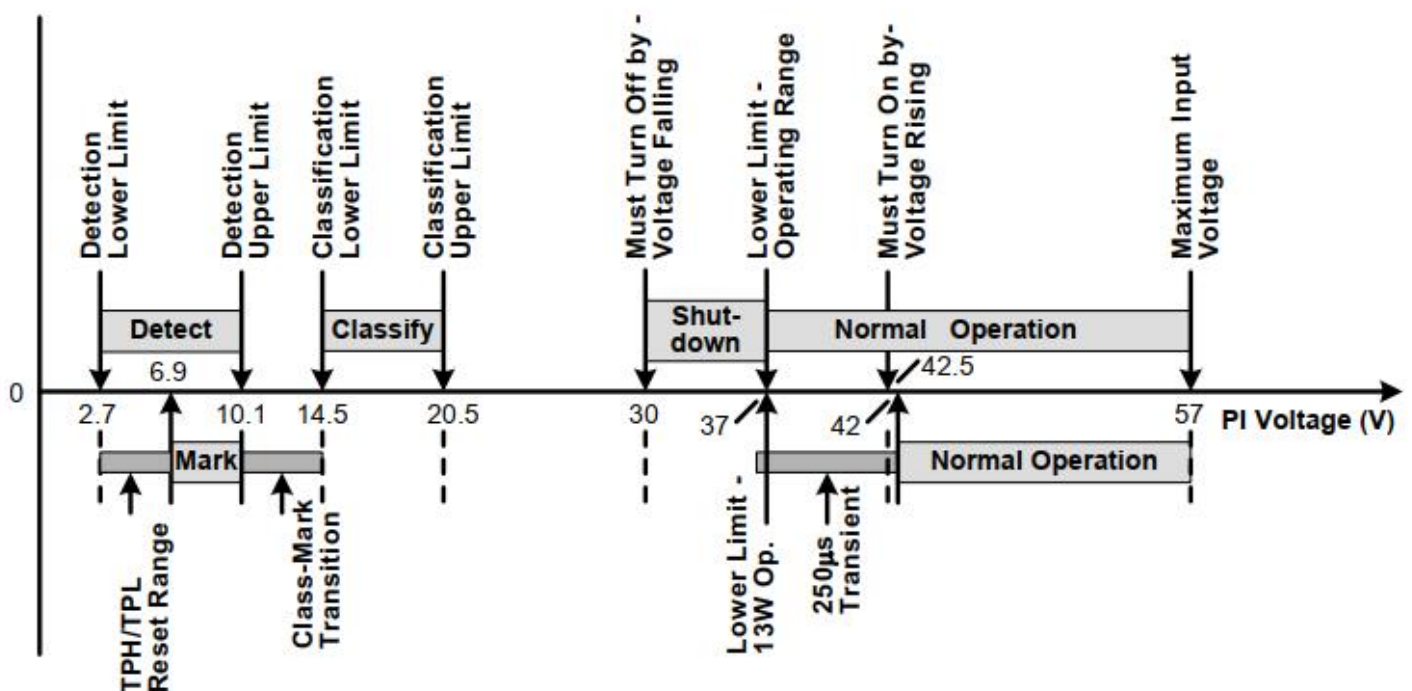 Detection
Lower Limit
Detection
Upper Limit
Classification
Lower Limit
Classification
Upper Limit
Must Turn Off by -
Voltage Falling
Lower Limit -
Operating Range
Must Turn On by-
Voltage Rising
Maximum Input
Voltage
Detect
Classify
Shut-
down
Normal Operation
6.9
42.5
0
2.7
10.1
14.5
20.5
30
37
42
57
PI Voltage (V)
Mark
Normal Operation
TPH/TPL
Reset Range
Class-Mark
Transition
Lower Limit -
13W Op.
250µs
Transient